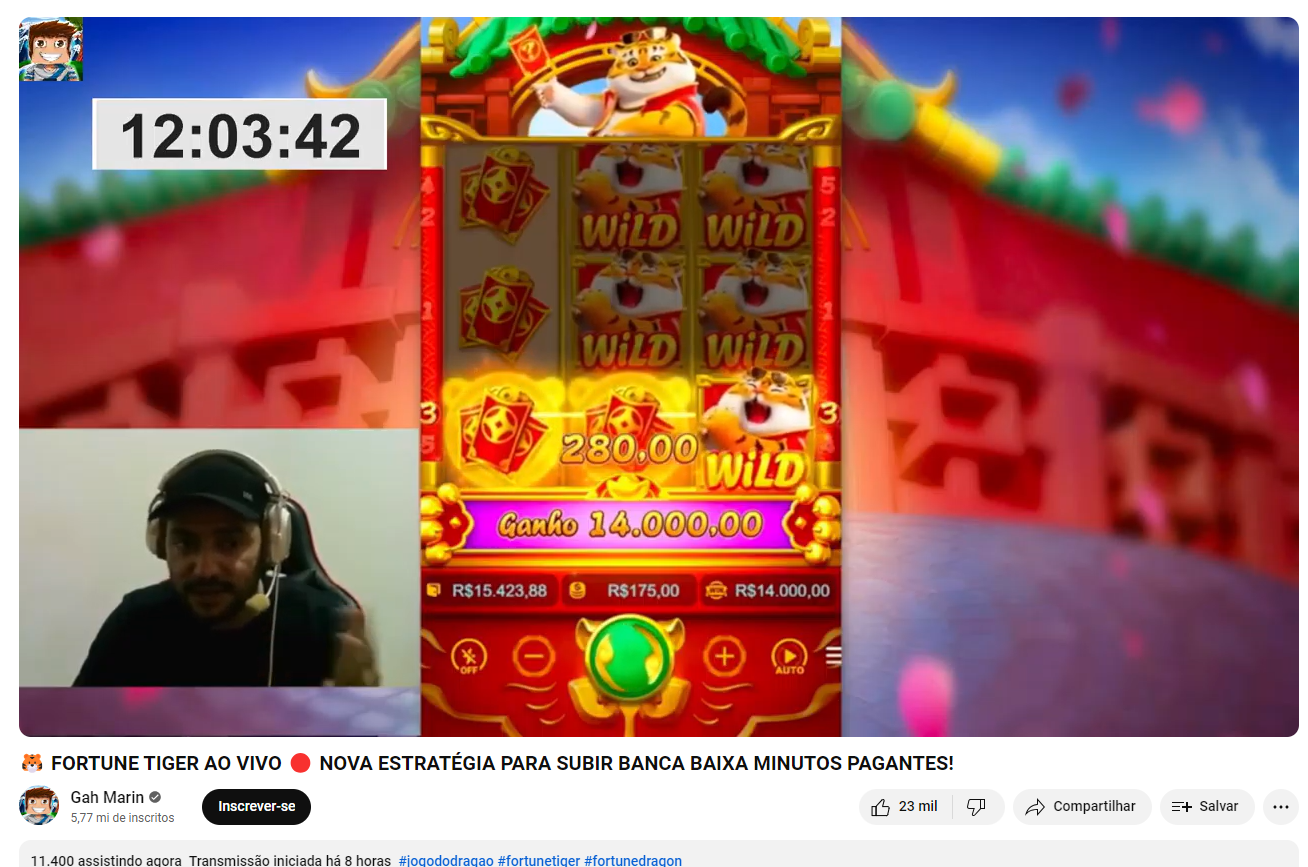 12:03:42
WiLD WiLD
WiLD WiLD
4 5
2 2
1 1
3 3
5
280,00
WiLD
Ganho 14.000,00
R$15.423,88 R$175,00 R$14.000,00
OFF
AUTO
FORTUNE TIGER AO VIVO NOVA ESTRATÉGIA PARA SUBIR BANCA BAIXA MINUTOS PAGANTES!
Gah Marin
5,77 mi de inscritos
Inscrever-se
23 mil
Compartilhar
Salvar
11.400 assistindo agora Transmissão iniciada há 8 horas #jogododragao #fortunetiger #fortunedragon